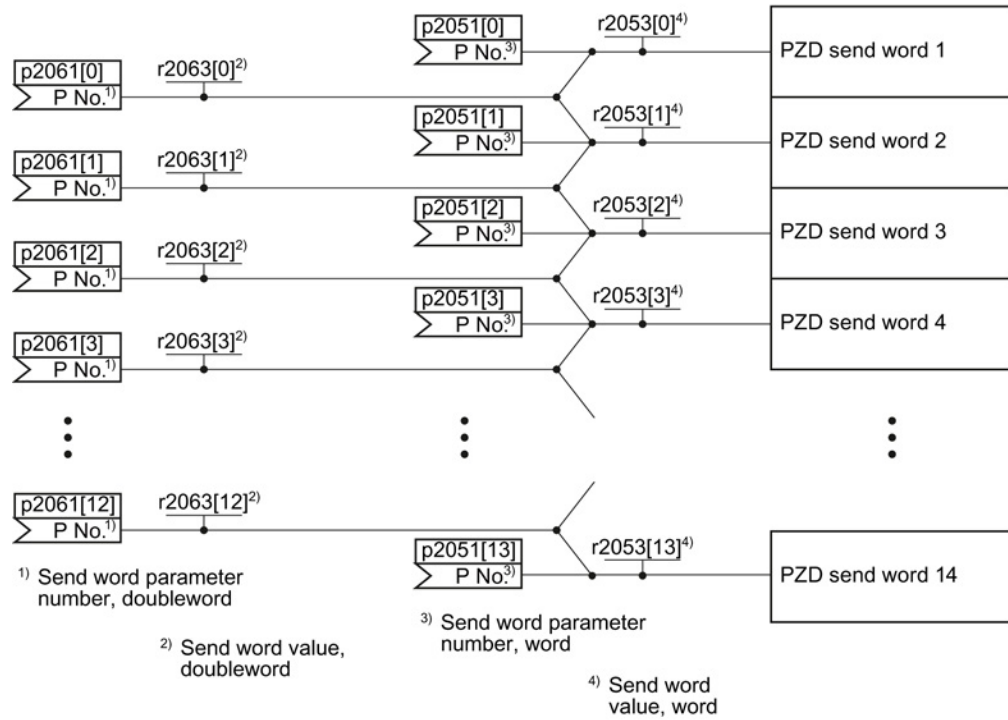 p2051[0]
P No.3)
r2053[0]4)
PZD send word 1
p2061[0]
P No.1)
r2063[0]2)
p2051[1]
P No.3)
r2053[1]4)
PZD send word 2
p2061[1]
P No.1)
r2063[1]2)
p2051[2]
P No.3)
r2053[2]4)
PZD send word 3
p2061[2]
P No.1)
r2063[2]2)
p2051[3]
P No.3)
r2053[3]4)
PZD send word 4
p2061[3]
P No.1)
r2063[3]2)
p2061[12]
P No.1)
r2063[12]2)
p2051[13]
P No.3)
r2053[13]4)
PZD send word 14
1) Send word parameter
number, doubleword
2) Send word value,
doubleword
3) Send word parameter
number, word
4) Send word
value, word